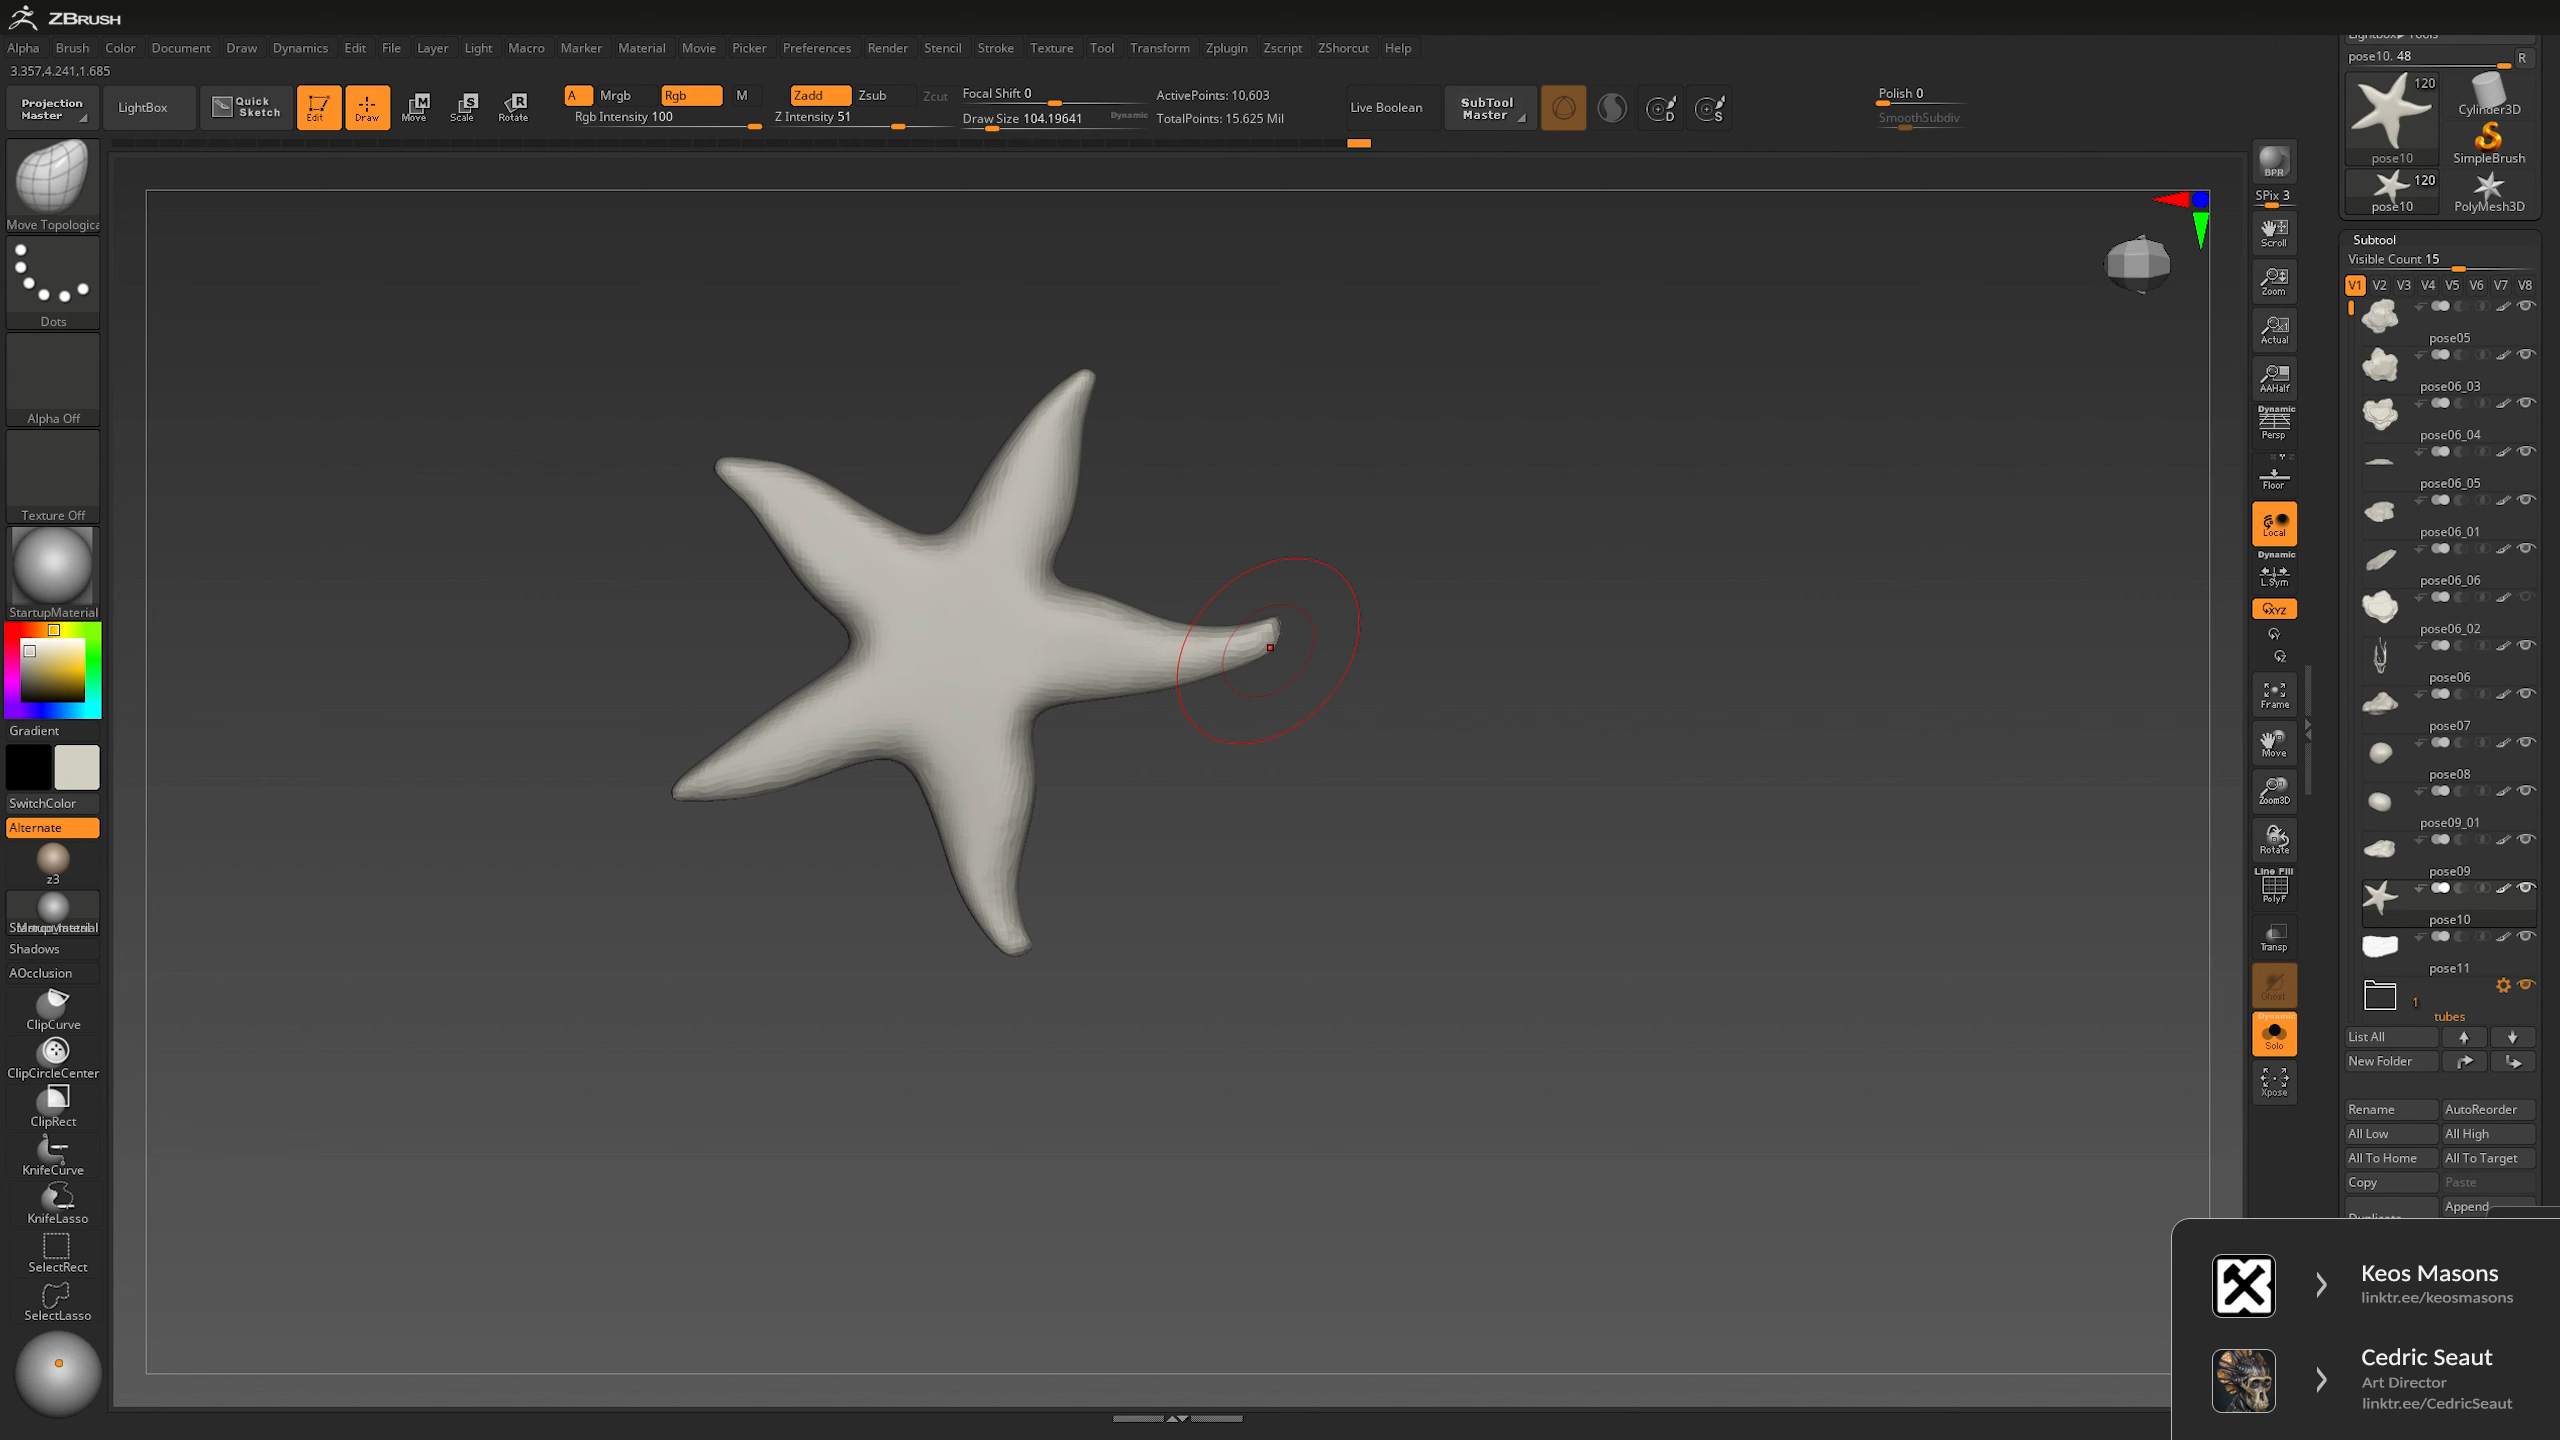 ZBRUSH
Alpha Brush Color Document Draw Dynamics Edit File Layer Light Macro Marker Material Movie Picker Preferences Render Stencil Stroke Texture Tool Transform Zplugin Zscript ZShorcut Help
3.357,4.241,1.685
Projection Master
LightBox
Quick Sketch
Edit
Draw
Move
Scale
Rotate
A Mrgb Rgb M
Rgb Intensity 100
Zadd Zsub Zcut
Z Intensity 51
Focal Shift 0
Draw Size 104.19641 Dynamic
ActivePoints: 10,603
TotalPoints: 15.625 Mil
Live Boolean
SubTool Master
Polish 0
SmoothSubdiv
Move Topologica
Dots
Alpha Off
Texture Off
StartupMaterial
Gradient
SwitchColor
Alternate
z3
Shadows
AOcclusion
ClipCurve
ClipCircleCenter
ClipRect
KnifeCurve
KnifeLasso
SelectRect
SelectLasso
BPR
SPix 3
Scroll
Zoom
Actual
AAHalf
Dynamic
Persp
Floor
Local
Dynamic
L.Sym
XYZ
Frame
Move
Zoom3D
Rotate
Line Fill
PolyF
Transp
Ghost
Dynamic
Solo
Xpose
pose10. 48 R
120
pose10
Cylinder3D
SimpleBrush
120
pose10
PolyMesh3D
Subtool
Visible Count 15
V1 V2 V3 V4 V5 V6 V7 V8
pose05
pose06_03
pose06_04
pose06_05
pose06_01
pose06_06
pose06_02
pose06
pose07
pose08
pose09_01
pose09
pose10
pose11
1
tubes
List All
New Folder
Rename AutoReorder
All Low All High
All To Home All To Target
Copy Paste
Append
Keos Masons
linktr.ee/keosmasons
Cedric Seaut
Art Director
linktr.ee/CedricSeaut